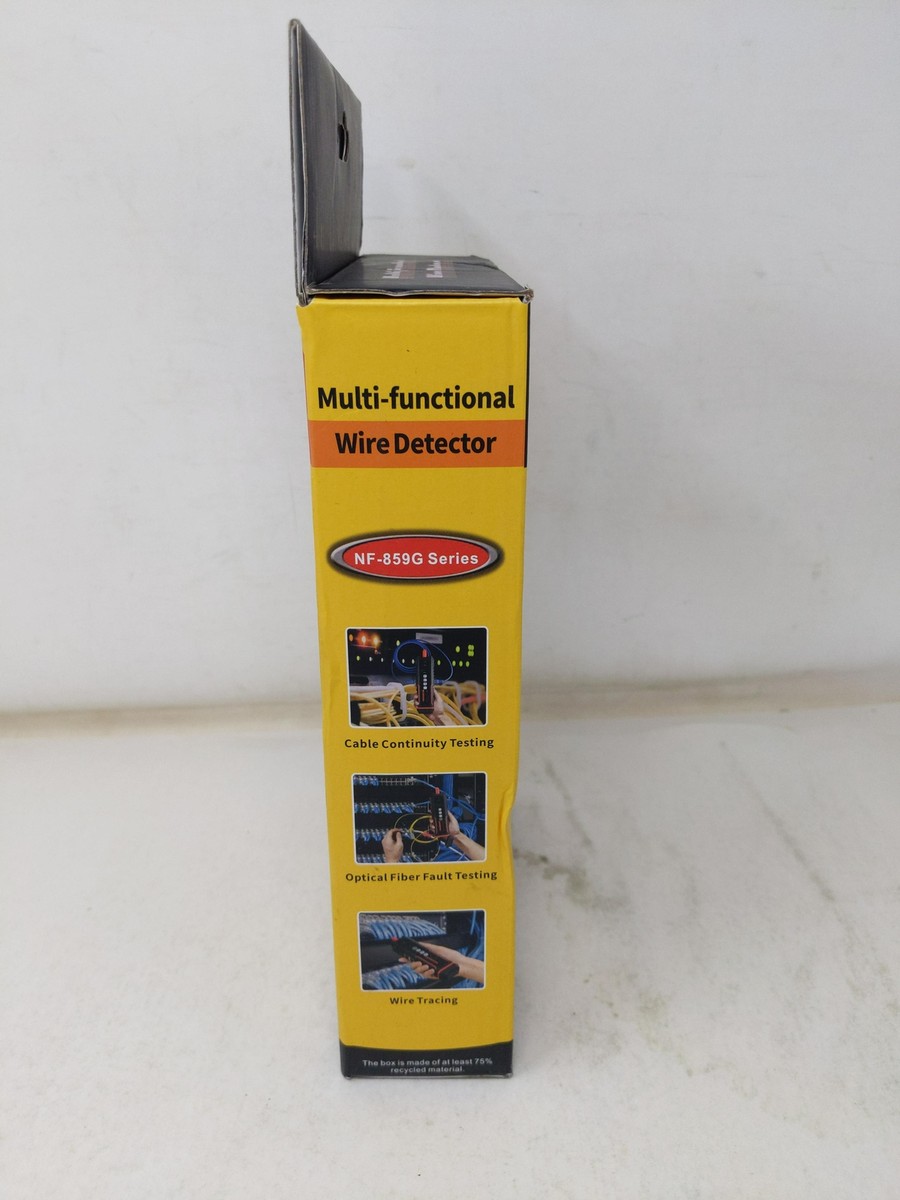 Multi-functional
Wire Detector
NF-859G Series
Cable Continuity Testing
Optical Fiber Fault Testing
Wire Tracing
The box is made of at least 75%
recycled material.